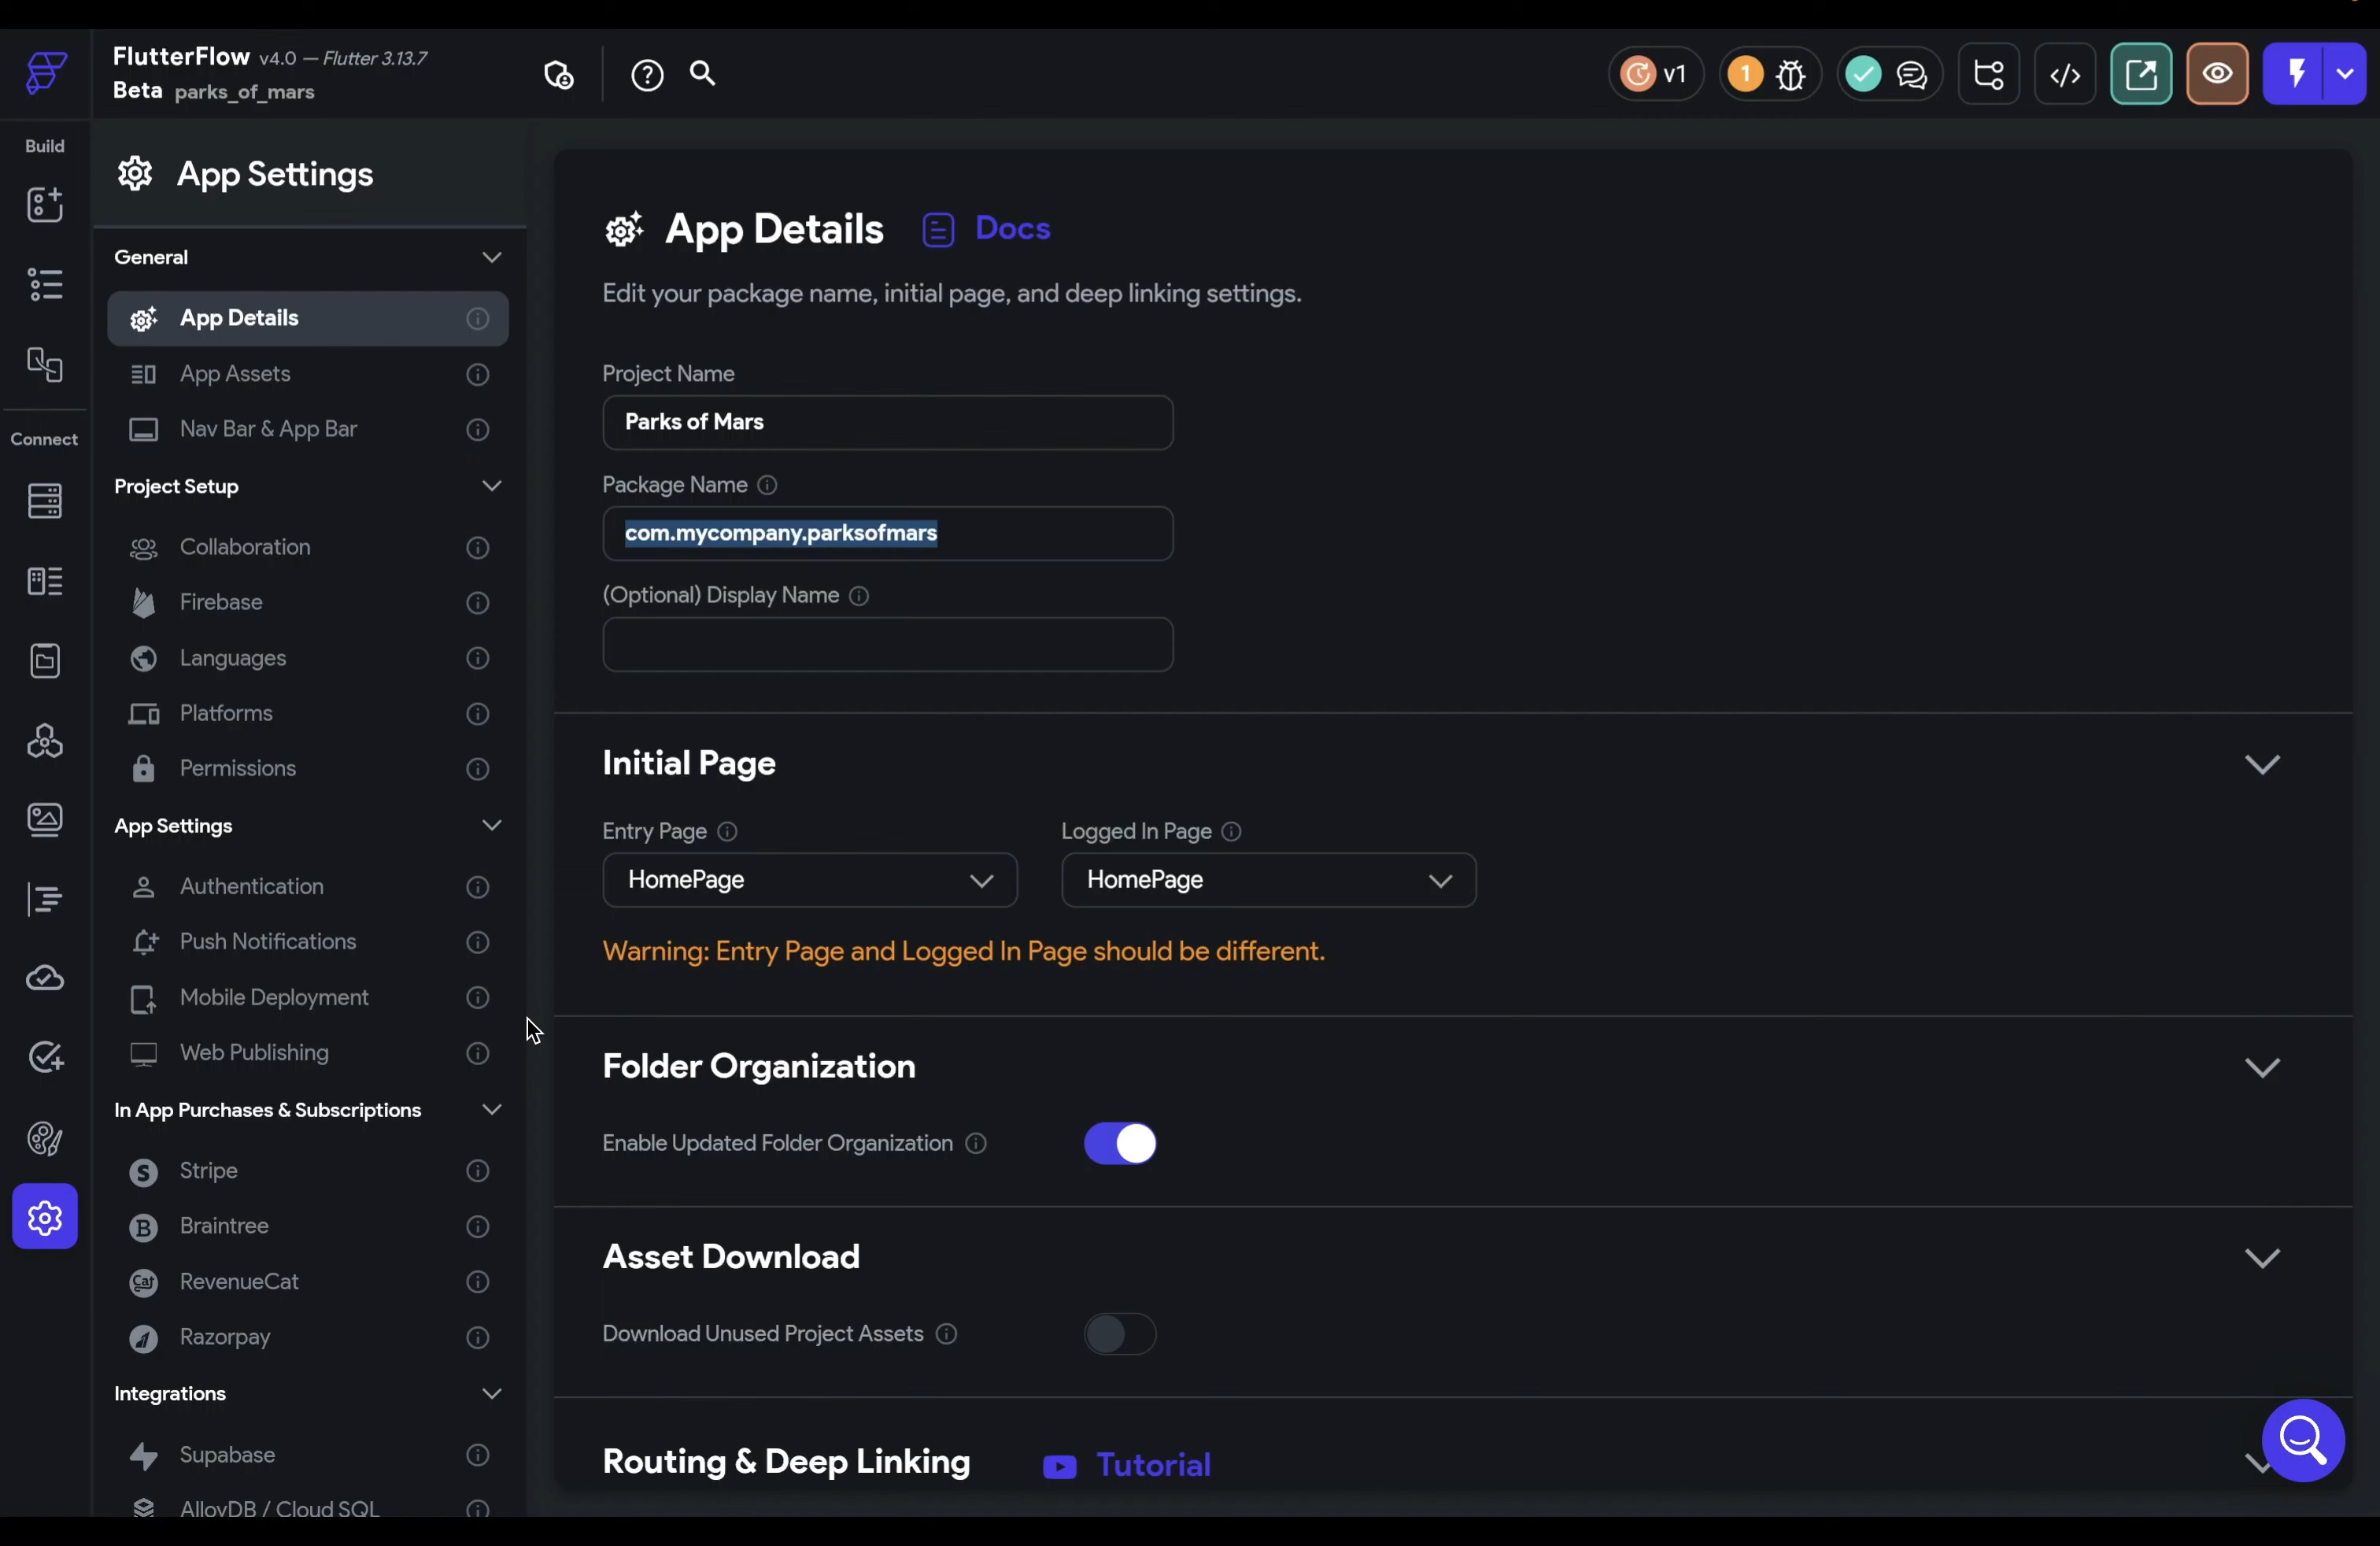 FlutterFlow v4.0 — Flutter 3.13.7
Beta parks_of_mars
v1
1
Build
Connect
App Settings
General
App Details
App Assets
Nav Bar & App Bar
Project Setup
Collaboration
Firebase
Languages
Platforms
Permissions
App Settings
Authentication
Push Notifications
Mobile Deployment
Web Publishing
In App Purchases & Subscriptions
Stripe
Braintree
RevenueCat
Razorpay
Integrations
Supabase
AlloyDB / Cloud SQL
App Details Docs
Edit your package name, initial page, and deep linking settings.
Project Name
Parks of Mars
Package Name
com.mycompany.parksofmars
(Optional) Display Name
Initial Page
Entry Page Logged In Page
HomePage HomePage
Warning: Entry Page and Logged In Page should be different.
Folder Organization
Enable Updated Folder Organization
Asset Download
Download Unused Project Assets
Routing & Deep Linking Tutorial